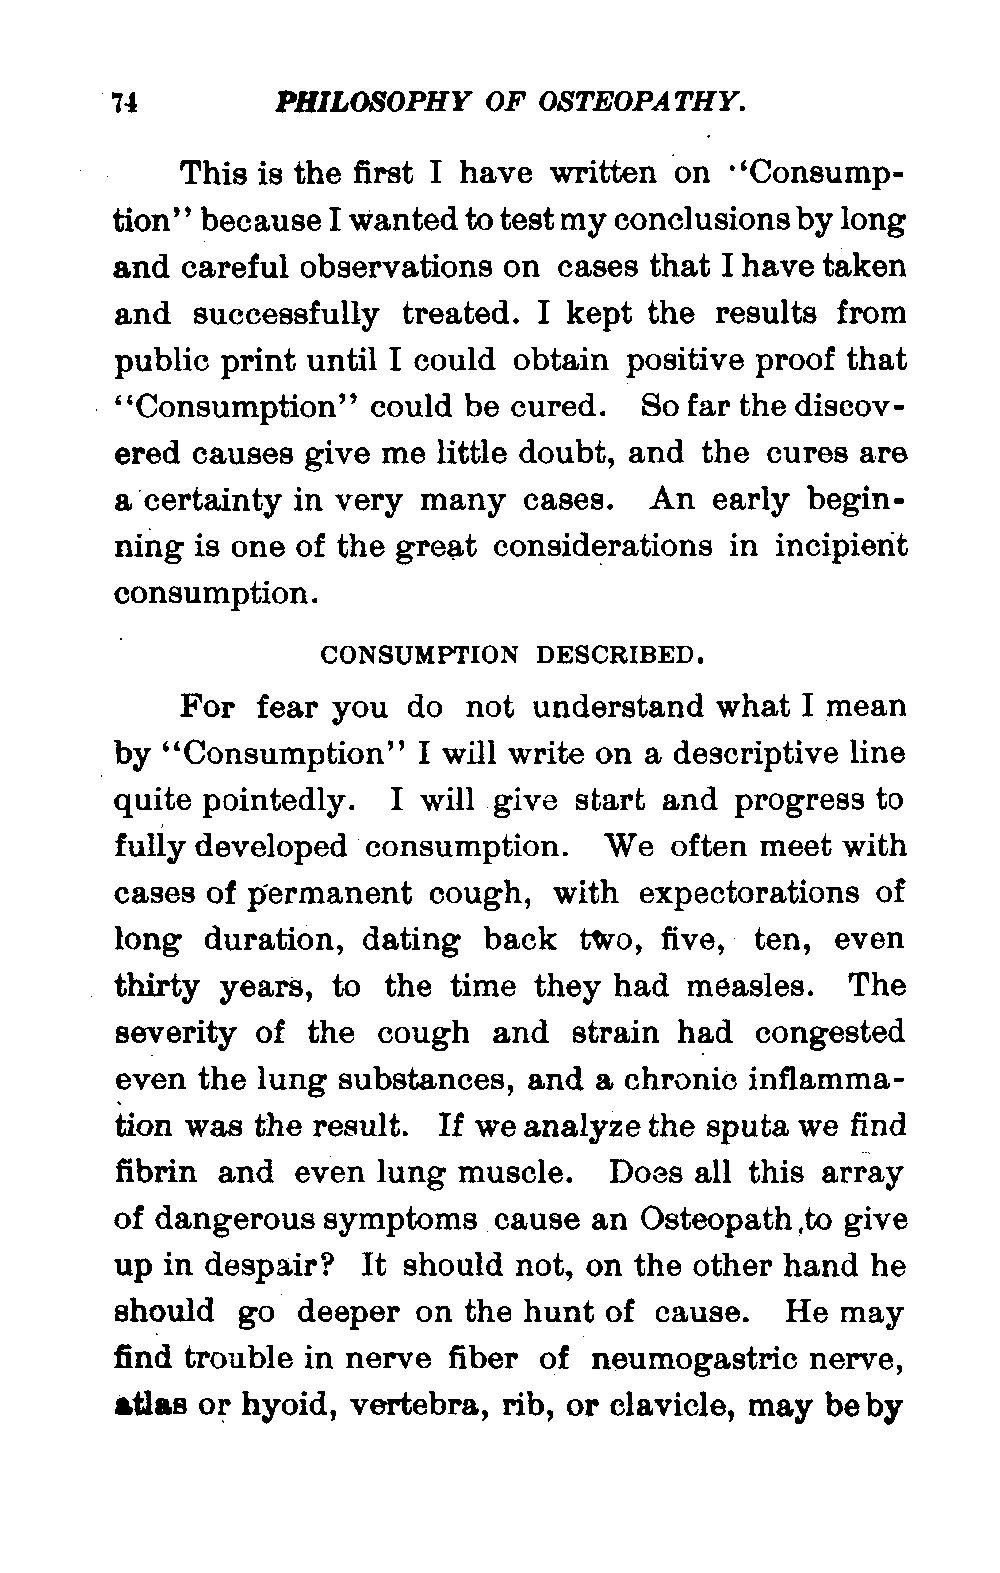 74 PHILOSOPHY OF OSTEOPATHY.
This is the first I have written on "Consump-
tion" because I wanted to test my conclusions by long
and careful observations on cases that I have taken
and successfully treated. I kept the results from
public print until I could obtain positive proof that
"Consumption" could be cured. So far the discov-
ered causes give me little doubt, and the cures are
a certainty in very many cases. An early begin-
ning is one of the great considerations in incipient
consumption.
CONSUMPTION DESCRIBED.
For fear you do not understand what I mean
by "Consumption" I will write on a descriptive line
quite pointedly. I will give start and progress to
fully developed consumption. We often meet with
cases of permanent cough, with expectorations of
long duration, dating back two, five, ten, even
thirty years, to the time they had measles. The
severity of the cough and strain had congested
even the lung substances, and a chronic inflamma-
tion was the result. If we analyze the sputa we find
fibrin and even lung muscle. Does all this array
of dangerous symptoms cause an Osteopath to give
up in despair? It should not, on the other hand he
should go deeper on the hunt of cause. He may
find trouble in nerve fiber of neumogastric nerve,
atlas or hyoid, vertebra, rib, or clavicle, may be by